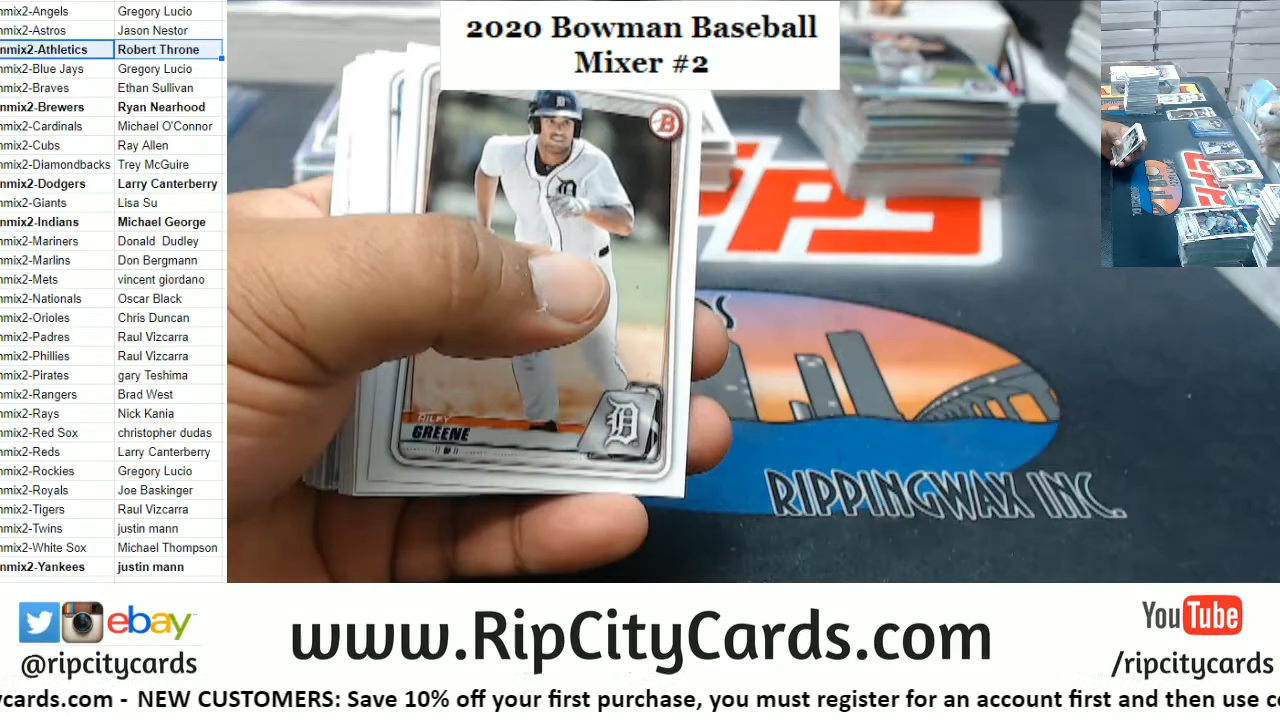 nmix2-Angels Gregory Lucio
nmix2-Astros Jason Nestor
nmix2-Athletics Robert Throne
nmix2-Blue Jays Gregory Lucio
nmix2-Braves Ethan Sullivan
nmix2-Brewers Ryan Nearhood
nmix2-Cardinals Michael O'Connor
nmix2-Cubs Ray Allen
nmix2-Diamondbacks Trey McGuire
nmix2-Dodgers Larry Canterberry
nmix2-Giants Lisa Su
nmix2-Indians Michael George
nmix2-Mariners Donald Dudley
nmix2-Marlins Don Bergmann
nmix2-Mets vincent giordano
nmix2-Nationals Oscar Black
nmix2-Orioles Chris Duncan
nmix2-Padres Raul Vizcarra
nmix2-Phillies Raul Vizcarra
nmix2-Pirates gary Teshima
nmix2-Rangers Brad West
nmix2-Rays Nick Kania
nmix2-Red Sox christopher dudas
nmix2-Reds Larry Canterberry
nmix2-Rockies Gregory Lucio
nmix2-Royals Joe Baskinger
nmix2-Tigers Raul Vizcarra
nmix2-Twins justin mann
nmix2-White Sox Michael Thompson
nmix2-Yankees justin mann
2020 Bowman Baseball
Mixer #2
B
D
RILEY
GREENE
D
PPS
RIPPINGWAX INC.
ebay
@ripcitycards
www.RipCityCards.com
YouTube
/ripcitycards
ycards.com - NEW CUSTOMERS: Save 10% off your first purchase, you must register for an account first and then use c